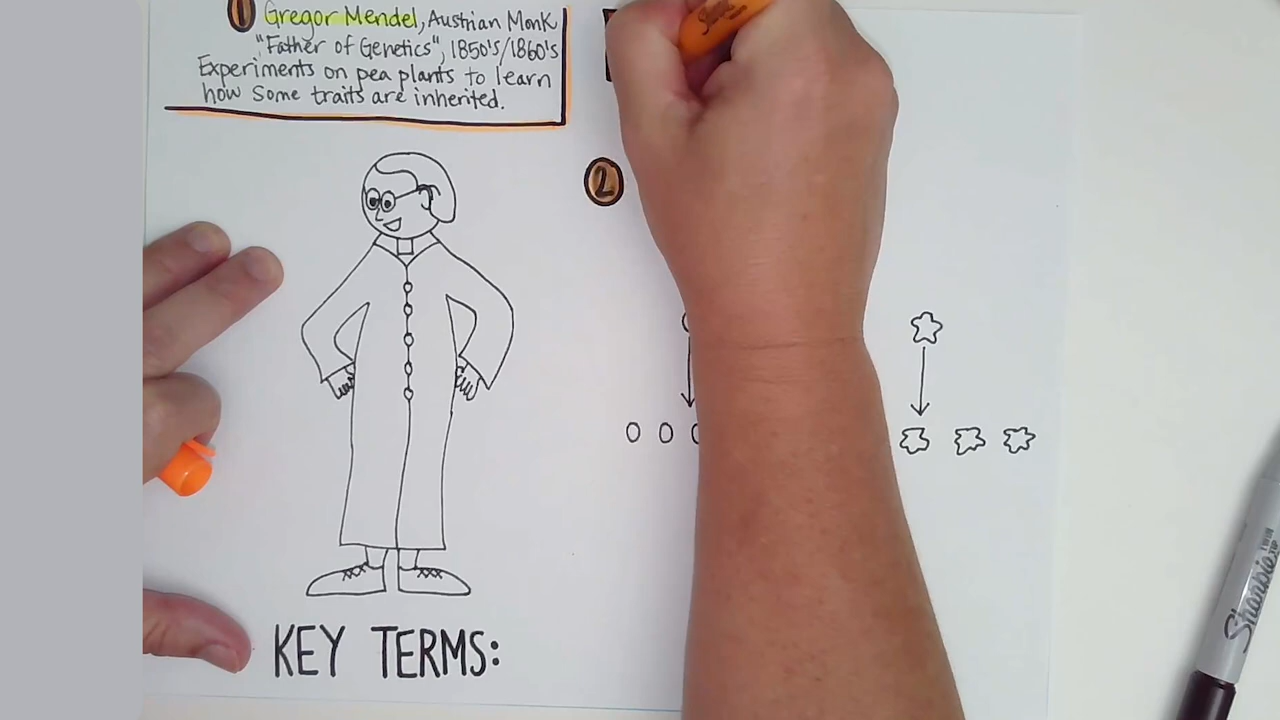 1 Gregor Mendel, Austrian Monk
"Father of Genetics", 1850's/1860's
Experiments on pea plants to learn
how some traits are inherited.
2
KEY TERMS:
Sharpie
Sharpie